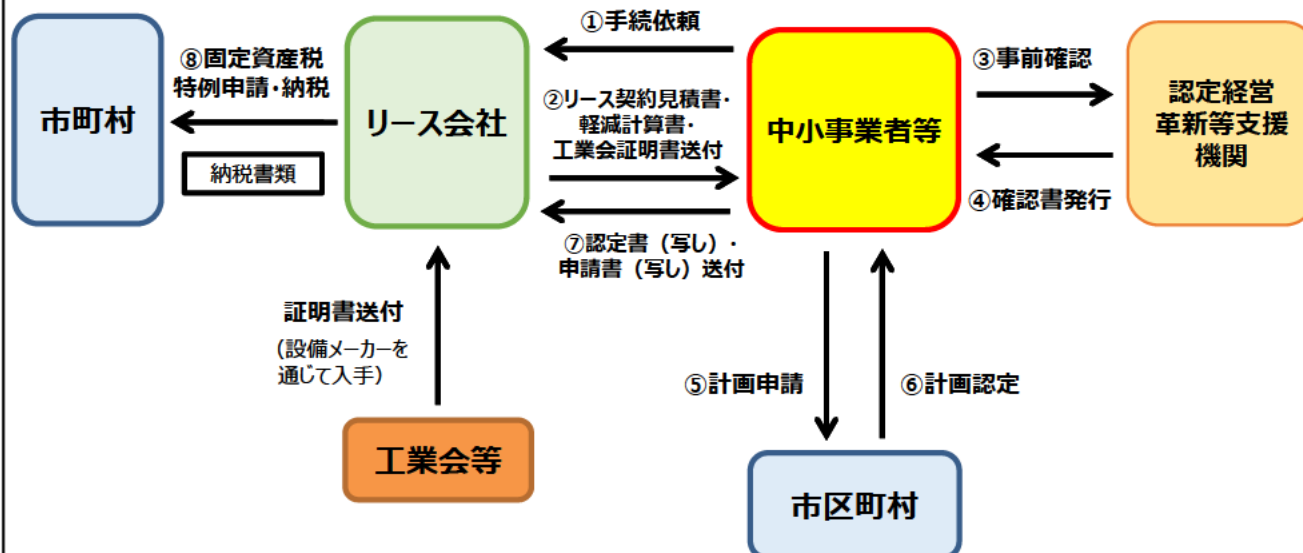 ①手続依頼
⑧固定資産税
特例申請・納税
市町村
納税書類
リース会社
②リース契約見積書・
軽減計算書・
工業会証明書送付
中小事業者等
③事前確認
認定経営
革新等支援
機関
④確認書発行
⑦認定書（写し）・
申請書（写し）送付
証明書送付
(設備メーカーを
通じて入手)
⑤計画申請
⑥計画認定
工業会等
市区町村